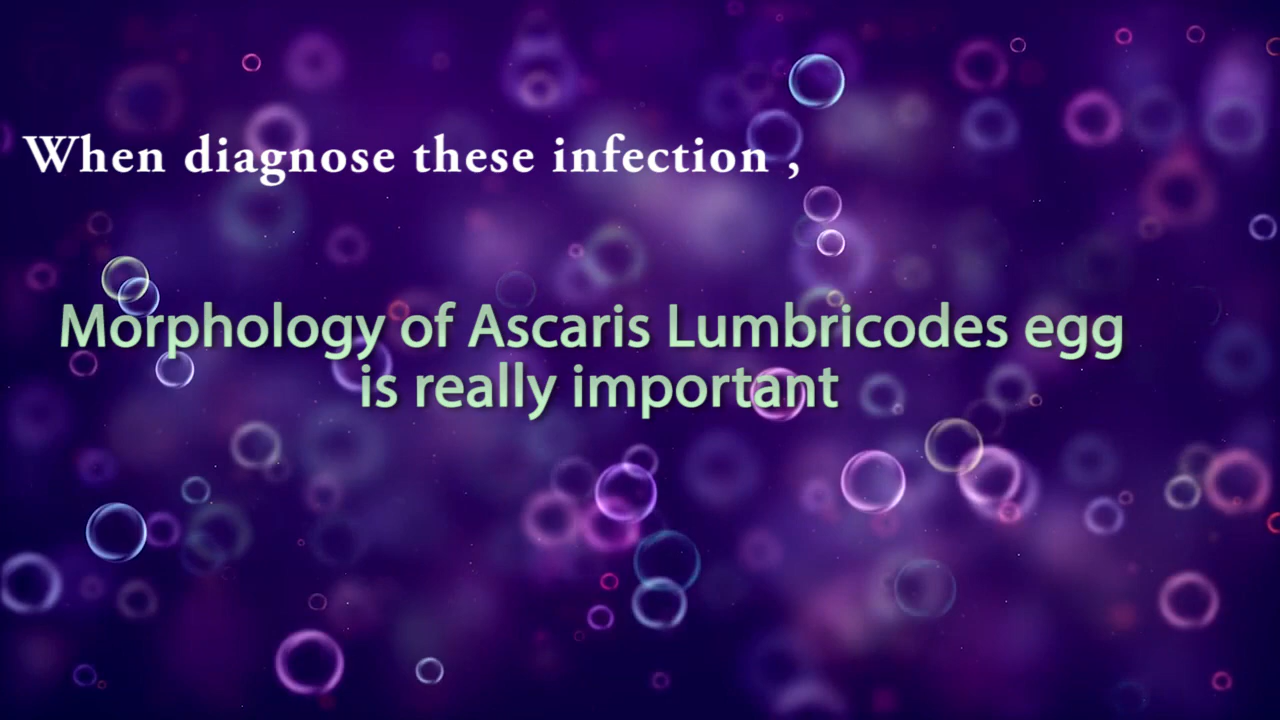 When diagnose these infection ,
Morphology of Ascaris Lumbricodes egg
is really important